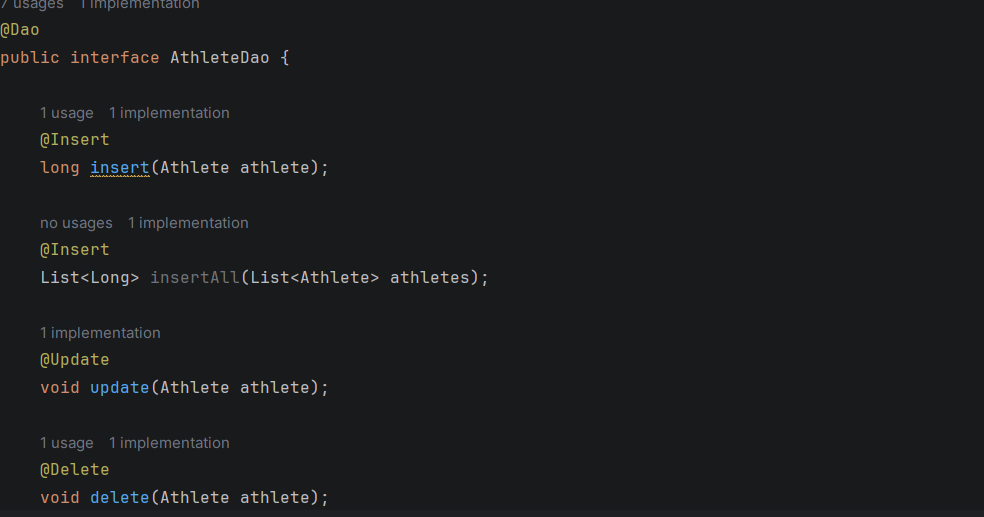 7 usages 1 implementation
@Dao
public interface AthleteDao {
1 usage 1 implementation
@Insert
long insert(Athlete athlete);
no usages 1 implementation
@Insert
List<Long> insertAll(List<Athlete> athletes);
1 implementation
@Update
void update(Athlete athlete);
1 usage 1 implementation
@Delete
void delete(Athlete athlete);